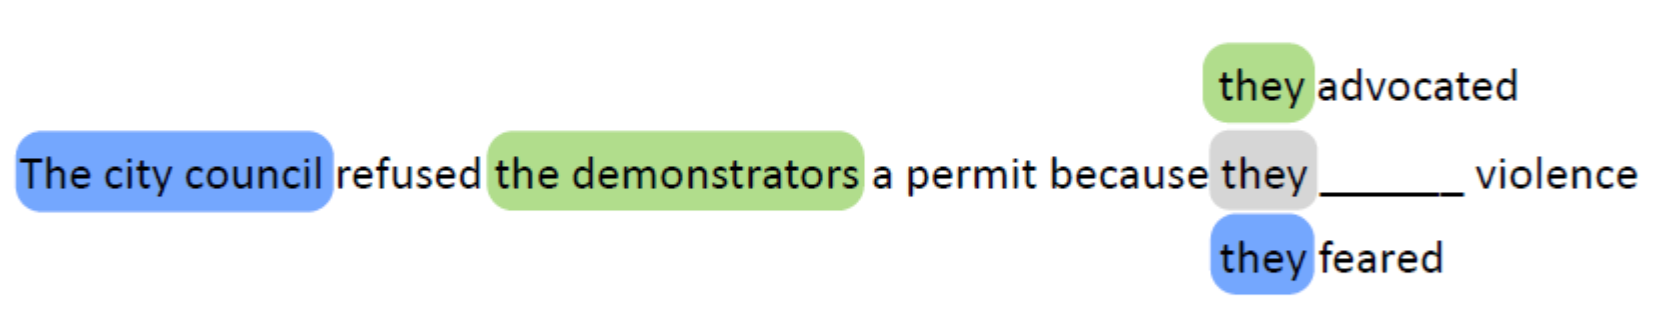 they advocated
The city council refused the demonstrators a permit because they ______ violence
they feared